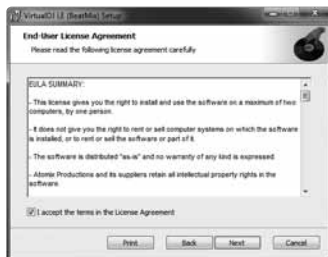 VirtualDJ LE (BearMix) Setup
End-User License Agreement
Please read the following license agreement carefully
EULA SUMMARY:
- This license gives you the right to install and use the software on a maximum of two
computers, by one person.
- It does not give you the right to rent or sell computer systems on which the software
is installed, or to rent or sell the software or part of it.
- The software is distributed "as-is" and no warranty of any kind is expressed.
- Atomix Productions and its suppliers retain all intellectual property rights in the
software.
I accept the terms in the License Agreement
Print
Back
Next
Cancel